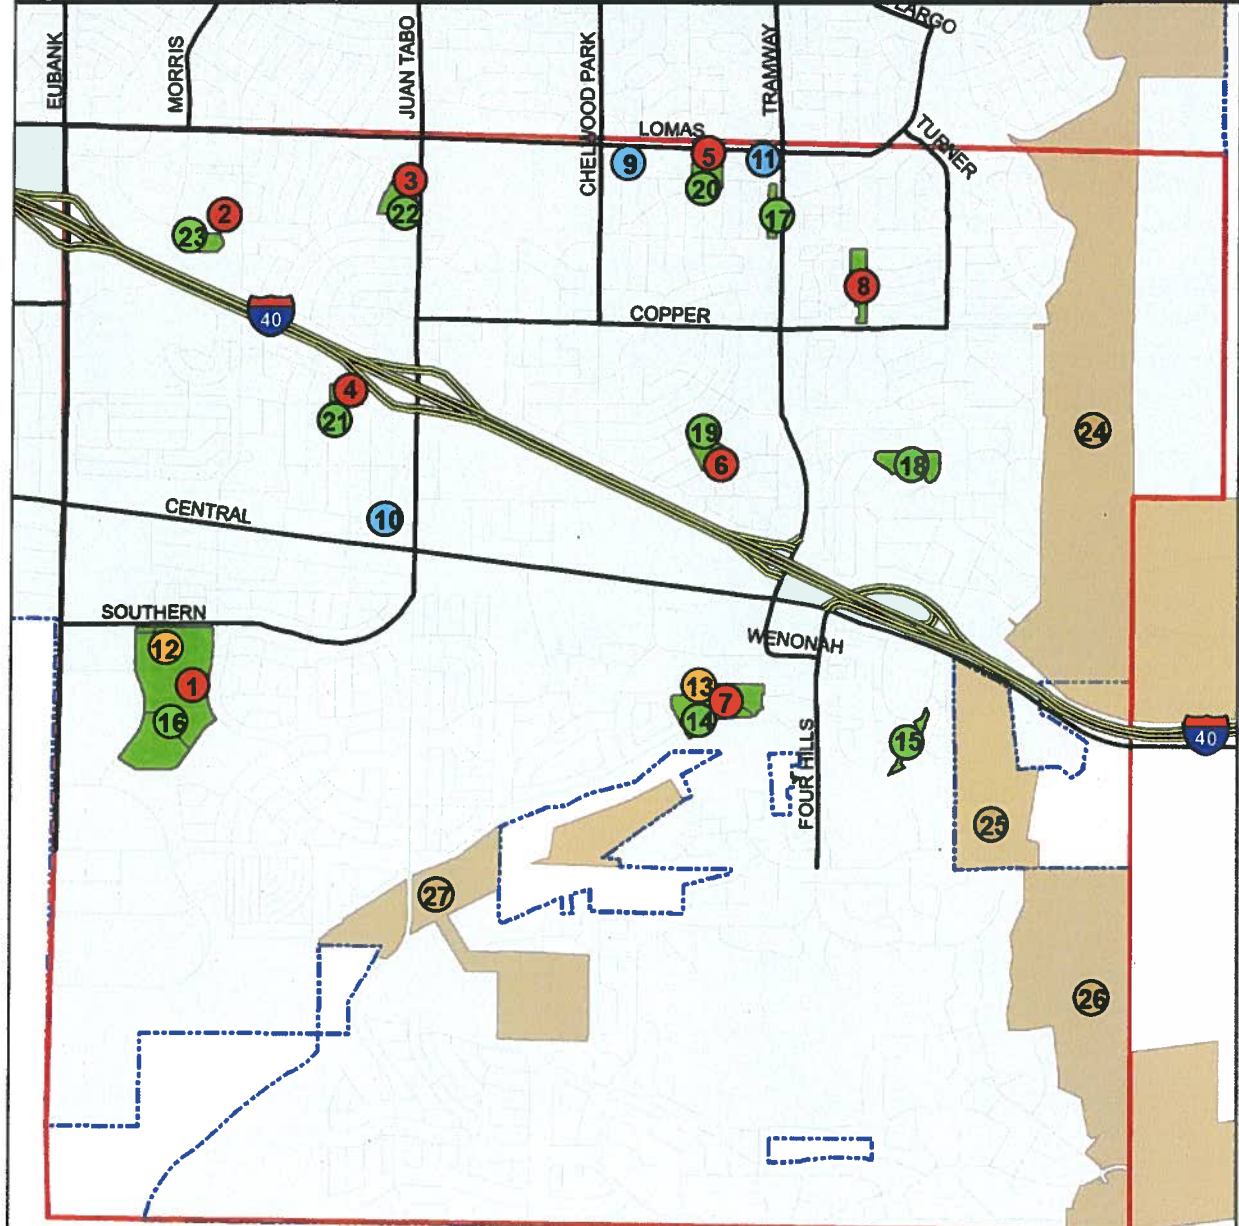 LARGO
EUBANK
MORRIS
JUAN TABO
CHELWOOD PARK
TRAMWAY
LOMAS
TURNER
5
11
9
3
20
2
22
17
23
8
40
COPPER
4
21
19
24
6
18
CENTRAL
10
SOUTHERN
12
WENONAH
1
13
7
16
14
15
40
FOUR HILLS
25
27
26